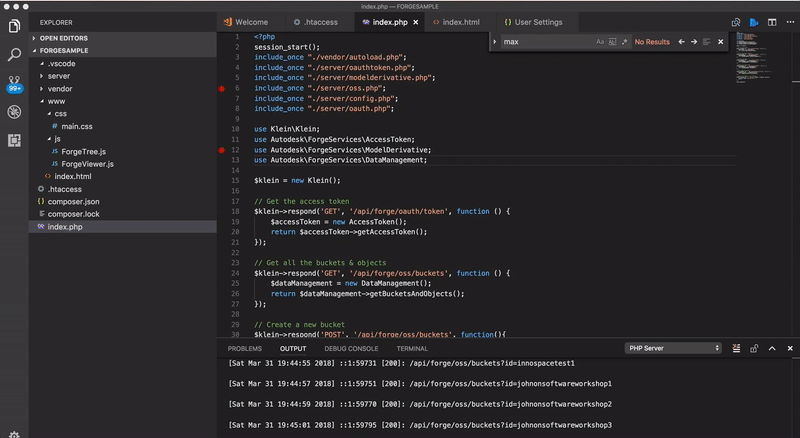 index.php — FORGESAMPLE
EXPLORER
OPEN EDITORS
FORGESAMPLE
.vscode
server
vendor
www
css
main.css
js
JS ForgeTree.js
JS ForgeViewer.js
index.html
.htaccess
composer.json
composer.lock
index.php
99+
Welcome
.htaccess
index.php
index.html
User Settings
max
Aa
No Results
1 <?php
2 session_start();
3 include_once "./vendor/autoload.php";
4 include_once "./server/oauthtoken.php";
5 include_once "./server/modelderivative.php";
6 include_once "./server/oss.php";
7 include_once "./server/config.php";
8 include_once "./server/oauth.php";
9
10 use Klein\Klein;
11 use Autodesk\ForgeServices\AccessToken;
12 use Autodesk\ForgeServices\ModelDerivative;
13 use Autodesk\ForgeServices\DataManagement;
14
15 $klein = new Klein();
16
17 // Get the access token
18 $klein->respond('GET', '/api/forge/oauth/token', function () {
19 $accessToken = new AccessToken();
20 return $accessToken->getAccessToken();
21 });
22
23 // Get all the buckets & objects
24 $klein->respond('GET', '/api/forge/oss/buckets', function () {
25 $dataManagement = new DataManagement();
26 return $dataManagement->getBucketsAndObjects();
27 });
28
29 // Create a new bucket
30 $klein->respond('POST', '/api/forge/oss/buckets', function(){
PROBLEMS
OUTPUT
DEBUG CONSOLE
TERMINAL
PHP Server
[Sat Mar 31 19:44:55 2018] ::1:59731 [200]: /api/forge/oss/buckets?id=innospacetest1
[Sat Mar 31 19:44:57 2018] ::1:59751 [200]: /api/forge/oss/buckets?id=johnonsoftwareworkshop1
[Sat Mar 31 19:44:59 2018] ::1:59770 [200]: /api/forge/oss/buckets?id=johnonsoftwareworkshop2
[Sat Mar 31 19:45:01 2018] ::1:59795 [200]: /api/forge/oss/buckets?id=johnonsoftwareworkshop3